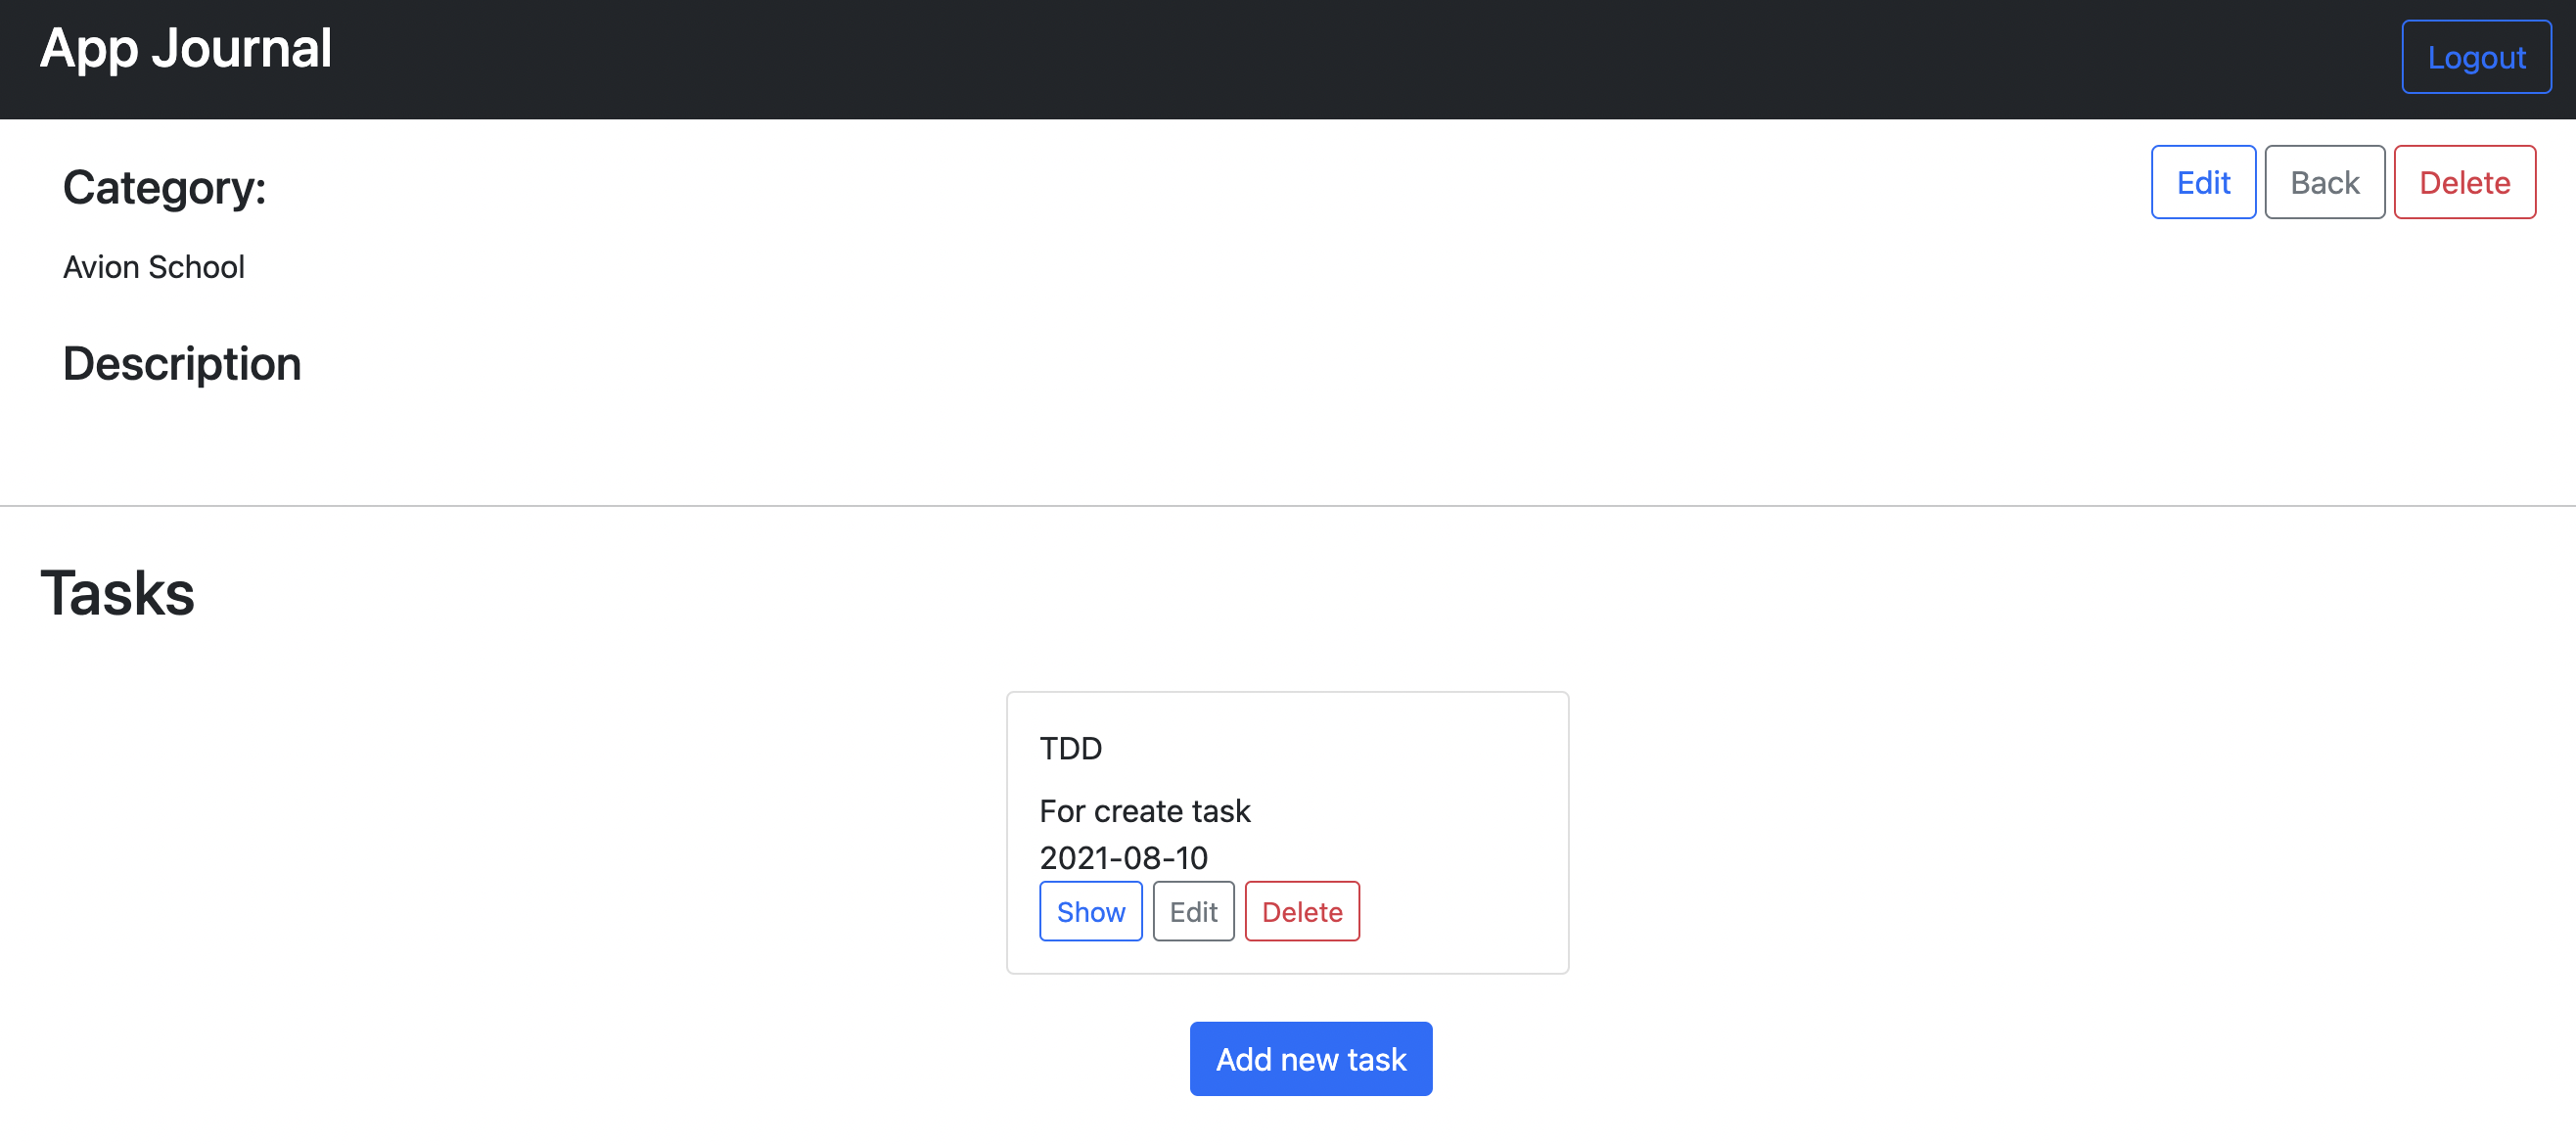 App Journal
Logout
Category:
Edit Back Delete
Avion School
Description
Tasks
TDD
For create task
2021-08-10
Show Edit Delete
Add new task